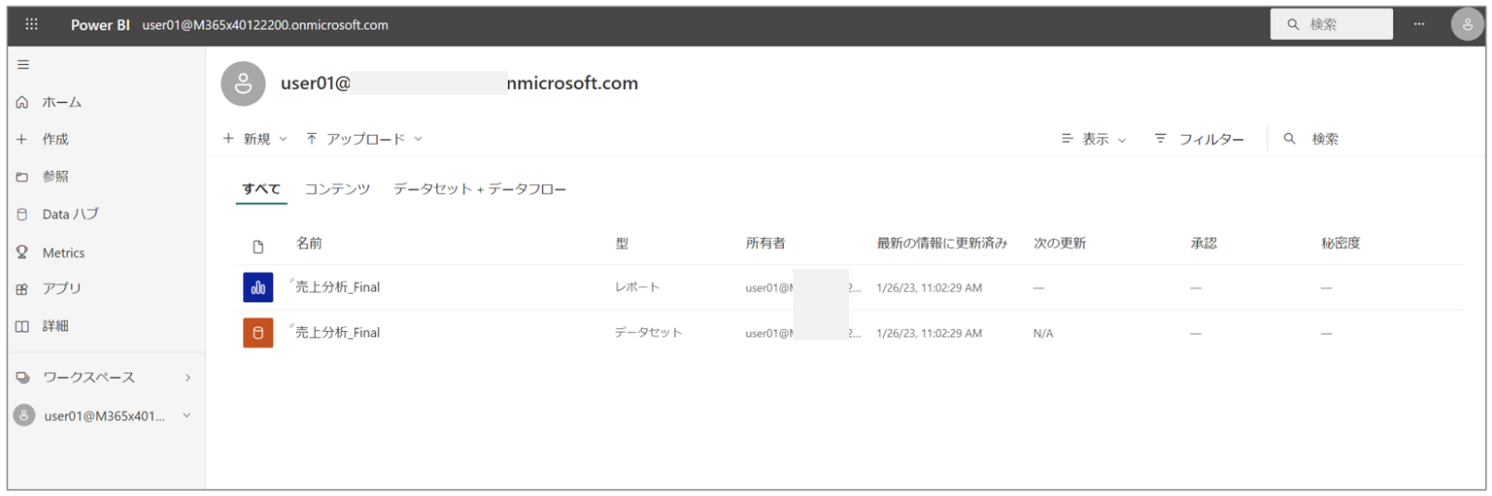 Power BI user01@M365x40122200.onmicrosoft.com 検索 ...
user01@ nmicrosoft.com
ホーム
作成
参照
Data ハブ
Metrics
アプリ
詳細
ワークスペース
user01@M365x401...
+ 新規 アップロード 表示 フィルター 検索
すべて コンテンツ データセット + データフロー
名前 型 所有者 最新の情報に更新済み 次の更新 承認 秘密度
売上分析_Final レポート user01@ 2... 1/26/23, 11:02:29 AM — — —
売上分析_Final データセット user01@ 2... 1/26/23, 11:02:29 AM N/A — —